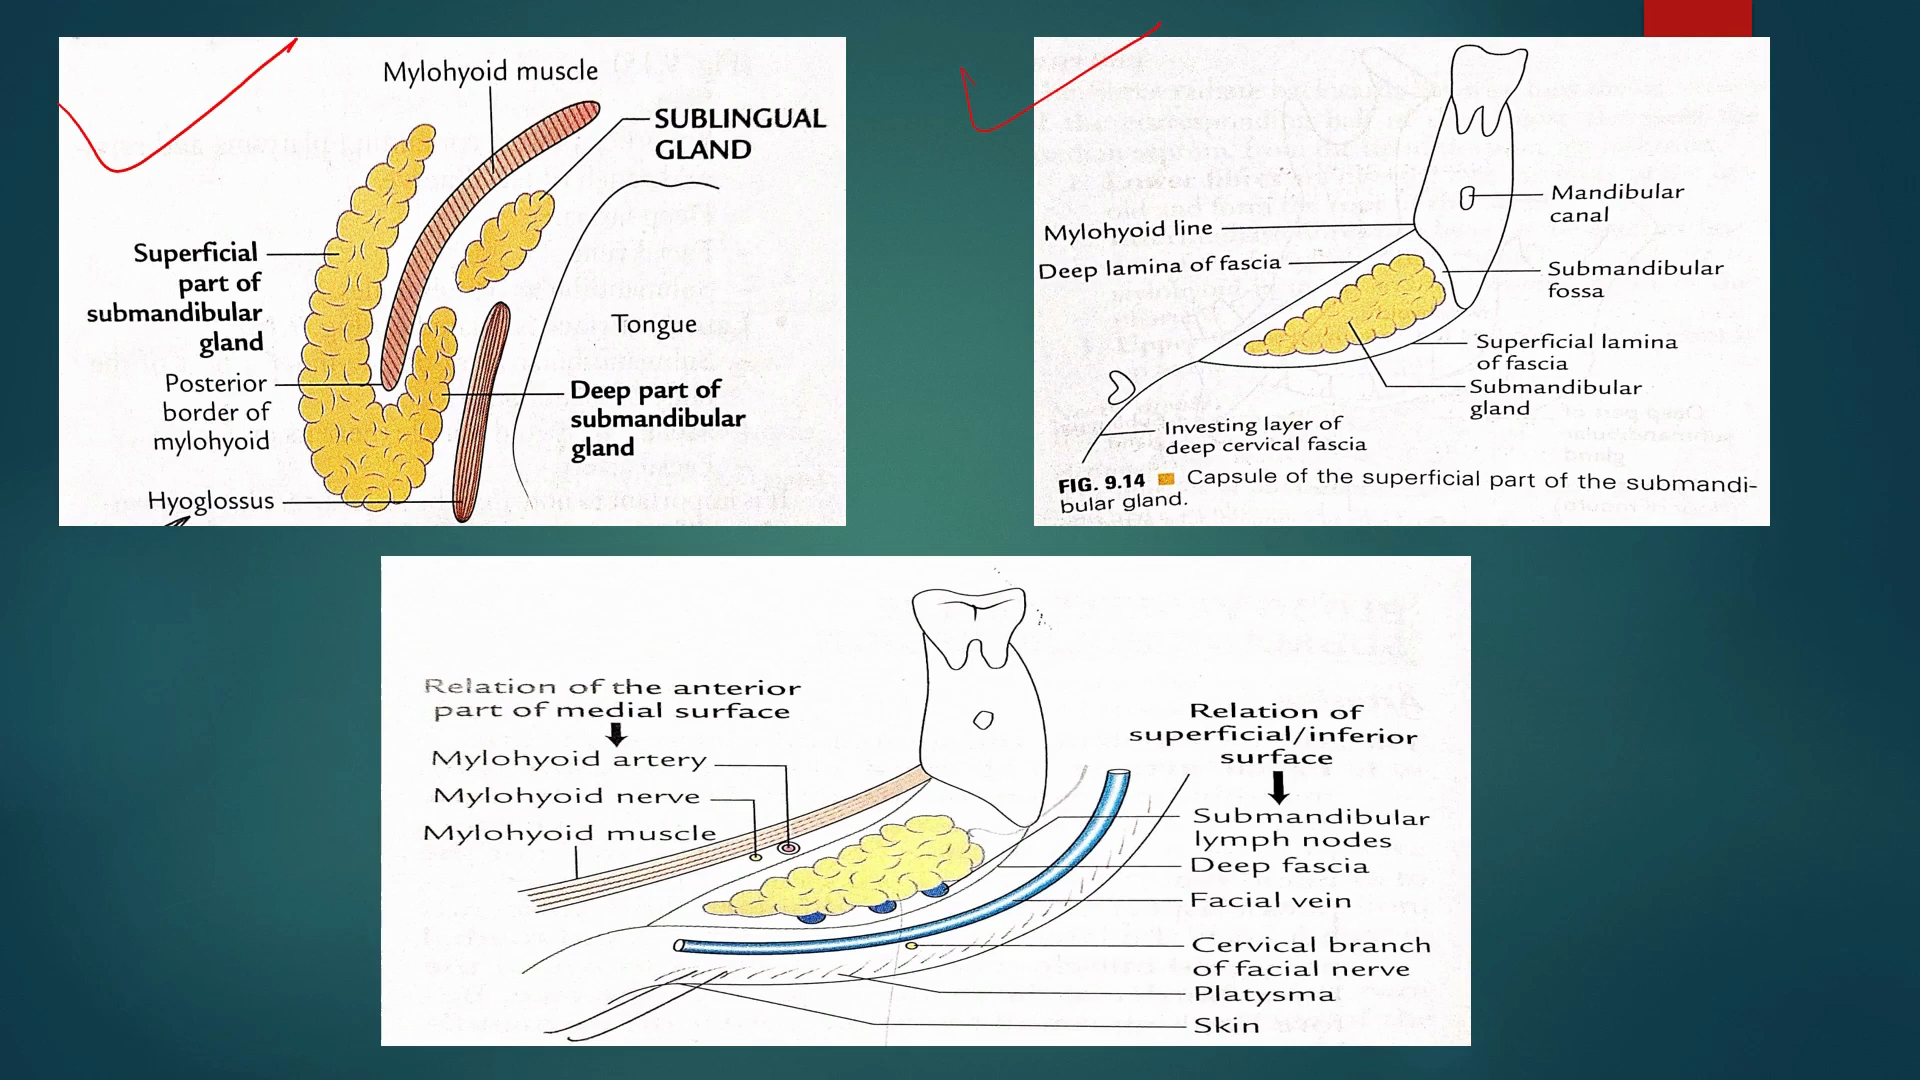 Mylohyoid muscle
SUBLINGUAL
GLAND
Superficial
part of
submandibular
gland
Tongue
Posterior
border of
mylohyoid
Deep part of
submandibular
gland
Hyoglossus
Mandibular
canal
Mylohyoid line
Deep lamina of fascia
Submandibular
fossa
Superficial lamina
of fascia
Submandibular
gland
Investing layer of
deep cervical fascia
FIG. 9.14 Capsule of the superficial part of the submandi-
bular gland.
Relation of the anterior
part of medial surface
Mylohyoid artery
Mylohyoid nerve
Mylohyoid muscle
Relation of
superficial/inferior
surface
Submandibular
lymph nodes
Deep fascia
Facial vein
Cervical branch
of facial nerve
Platysma
Skin